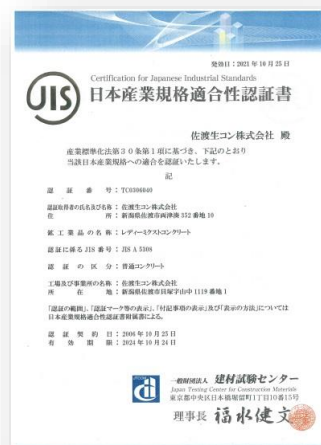 発効日：2021 年 10 月 25 日
JIS
Certification for Japanese Industrial Standards
日本産業規格適合性認証書
佐渡生コン株式会社 殿
産業標準化法第３０条第１項に基づき、下記のとおり
当該日本産業規格への適合を認証いたします。
記
認証番号：TC0306040
認証取得者の氏名及び名称：佐渡生コン株式会社
住所：新潟県佐渡市両津湊 352 番地 10
鉱工業品の名称：レディーミクストコンクリート
認証に係る JIS 番号：JIS A 5308
認証の区分：普通コンクリート
工場及び事業所の名称：佐渡生コン株式会社
所在地：新潟県佐渡市貝塚字山中 1119 番地 1
「認証の範囲」、「認証マーク等の表示」、「付記事項の表示」及び「表示の方法」については
日本産業規格適合性認証書附属書による。
認証契約日：2006 年 10 月 25 日
有効期限：2024 年 10 月 24 日
一般財団法人 建材試験センター
Japan Testing Center for Construction Materials
東京都中央区日本橋堀留町1丁目10番15号
理事長 福水健文